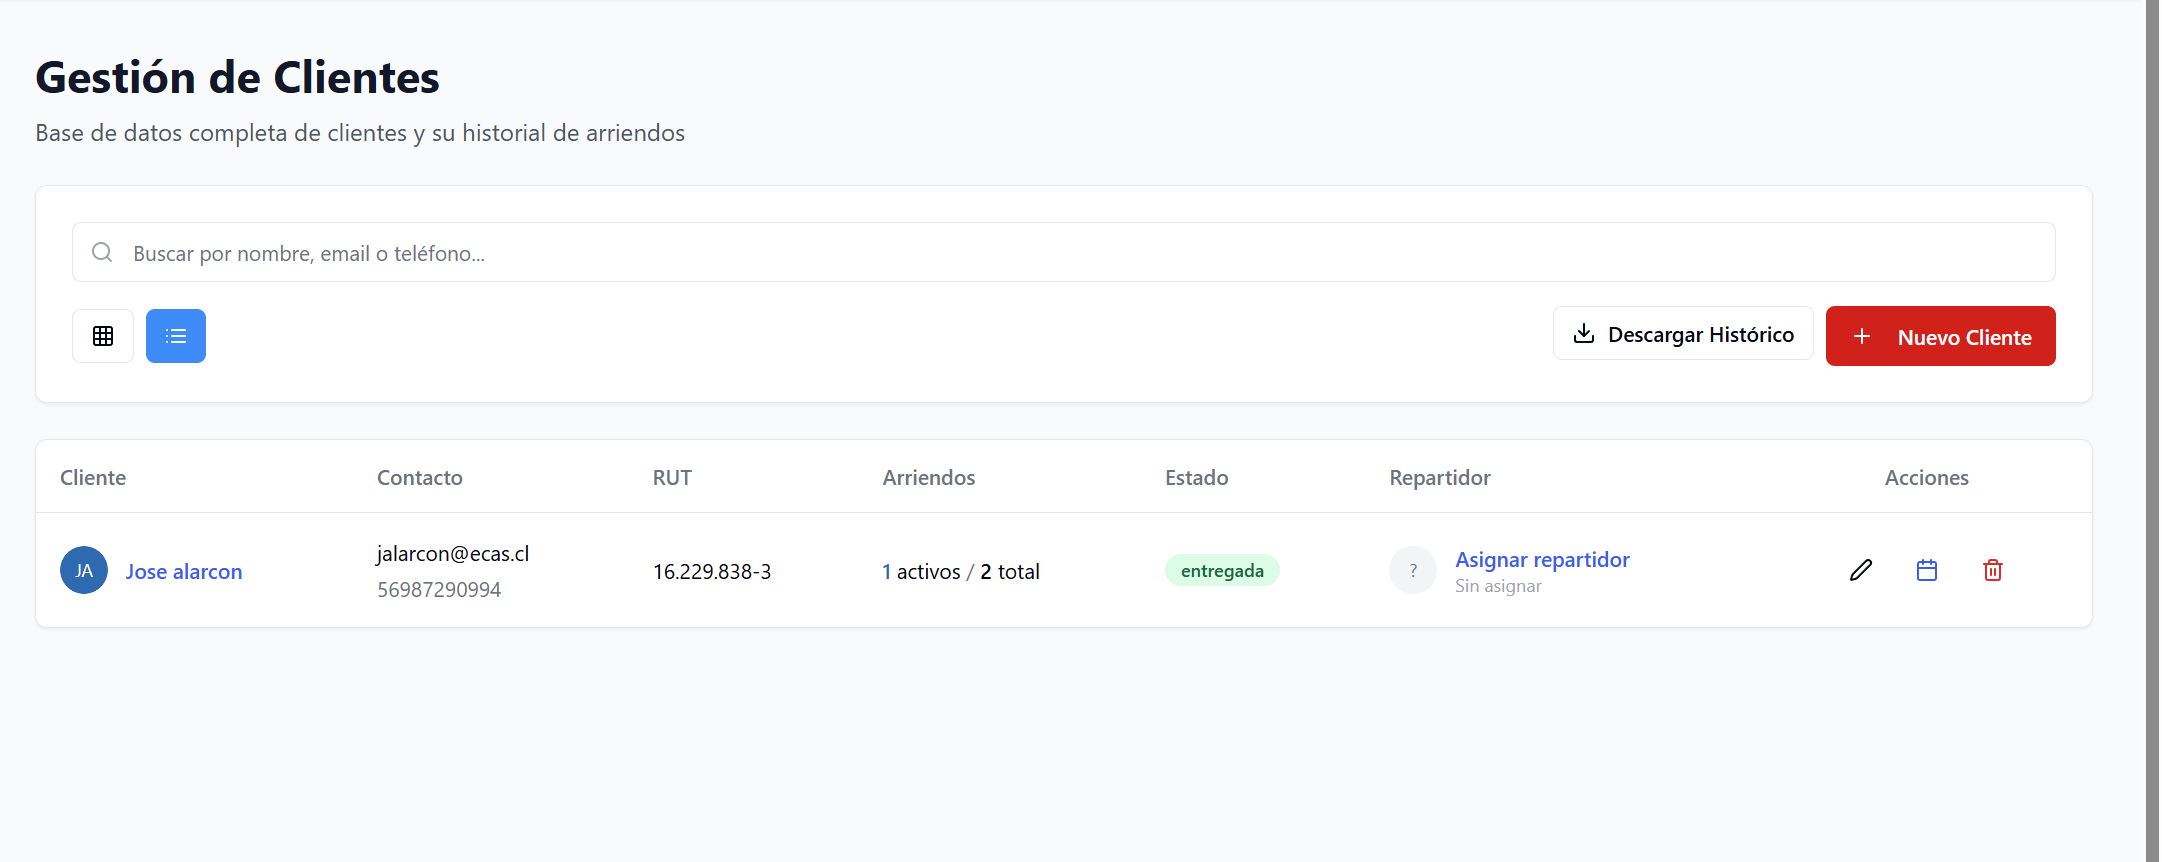 Gestión de Clientes
Base de datos completa de clientes y su historial de arriendos
Buscar por nombre, email o teléfono...
Descargar Histórico
Nuevo Cliente
Cliente Contacto RUT Arriendos Estado Repartidor Acciones
JA Jose alarcon jalarcon@ecas.cl 16.229.838-3 1 activos / 2 total entregada ? Asignar repartidor
56987290994 Sin asignar